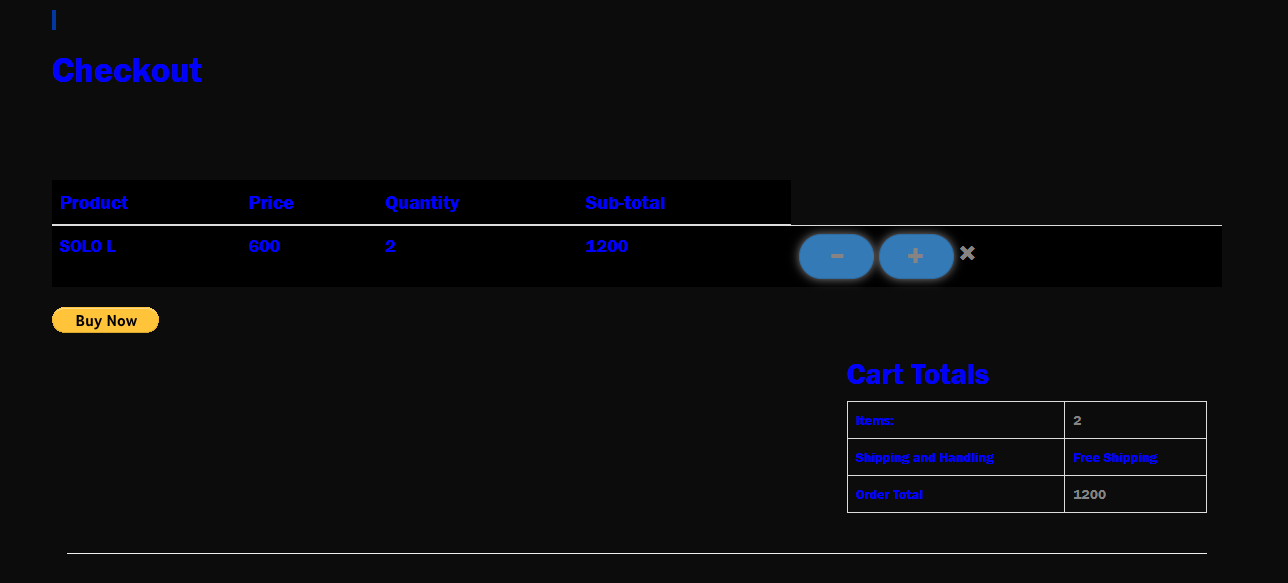 Checkout
Product Price Quantity Sub-total
SOLO L 600 2 1200
Buy Now
Cart Totals
Items: 2
Shipping and Handling Free Shipping
Order Total 1200